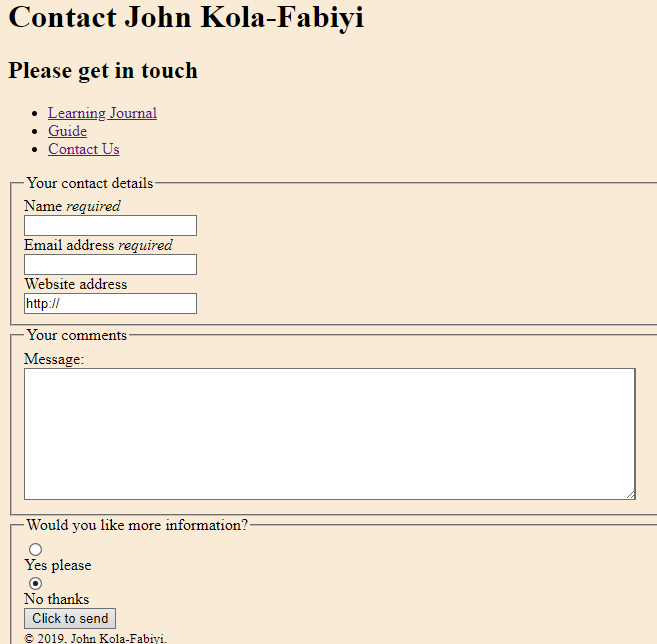 Contact John Kola-Fabiyi
Please get in touch
Learning Journal
Guide
Contact Us
Your contact details
Name required
Email address required
Website address
http://
Your comments
Message:
Would you like more information?
Yes please
No thanks
Click to send
© 2019, John Kola-Fabiyi.